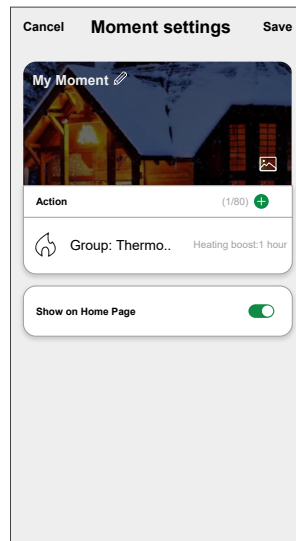 Cancel Moment settings Save
My Moment
Action (1/80)
Group: Thermo.. Heating boost:1 hour
Show on Home Page